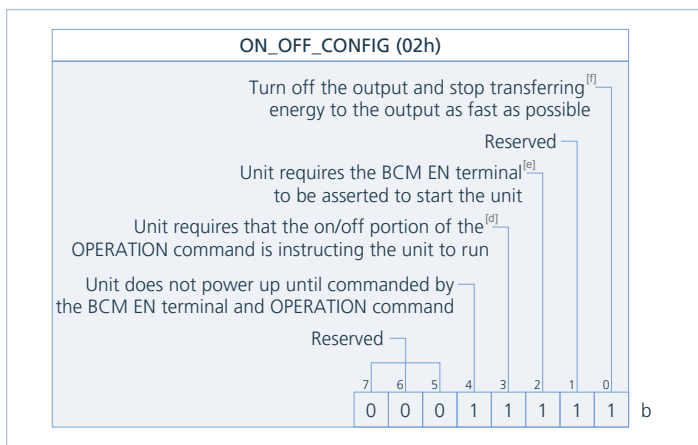 ON_OFF_CONFIG (02h)
Turn off the output and stop transferring[f]
energy to the output as fast as possible
Reserved
Unit requires the BCM EN terminal[e]
to be asserted to start the unit
Unit requires that the on/off portion of the[d]
OPERATION command is instructing the unit to run
Unit does not power up until commanded by
the BCM EN terminal and OPERATION command
Reserved
7 6 5 4 3 2 1 0
0 0 0 1 1 1 1 1 b